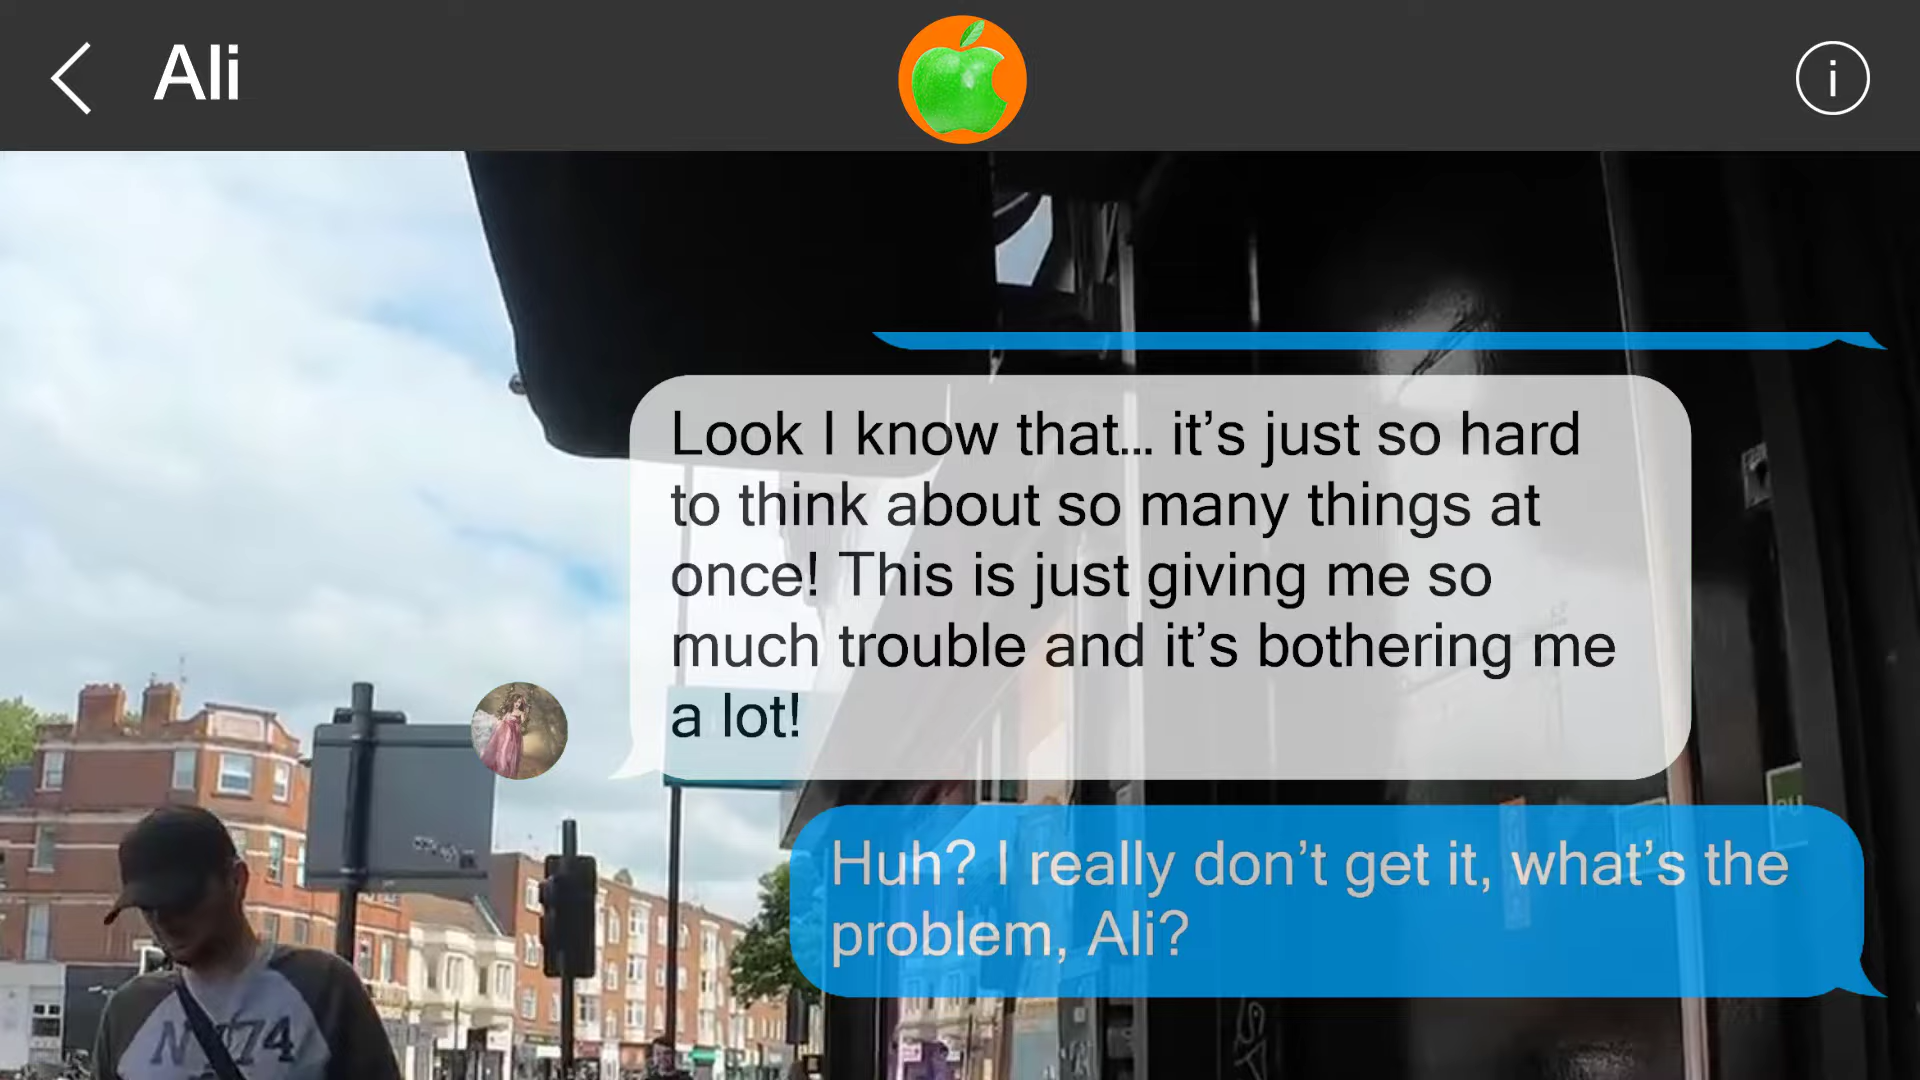 Ali
Look I know that... it's just so hard
to think about so many things at
once! This is just giving me so
much trouble and it's bothering me
a lot!
Huh? I really don't get it, what's the
problem, Ali?